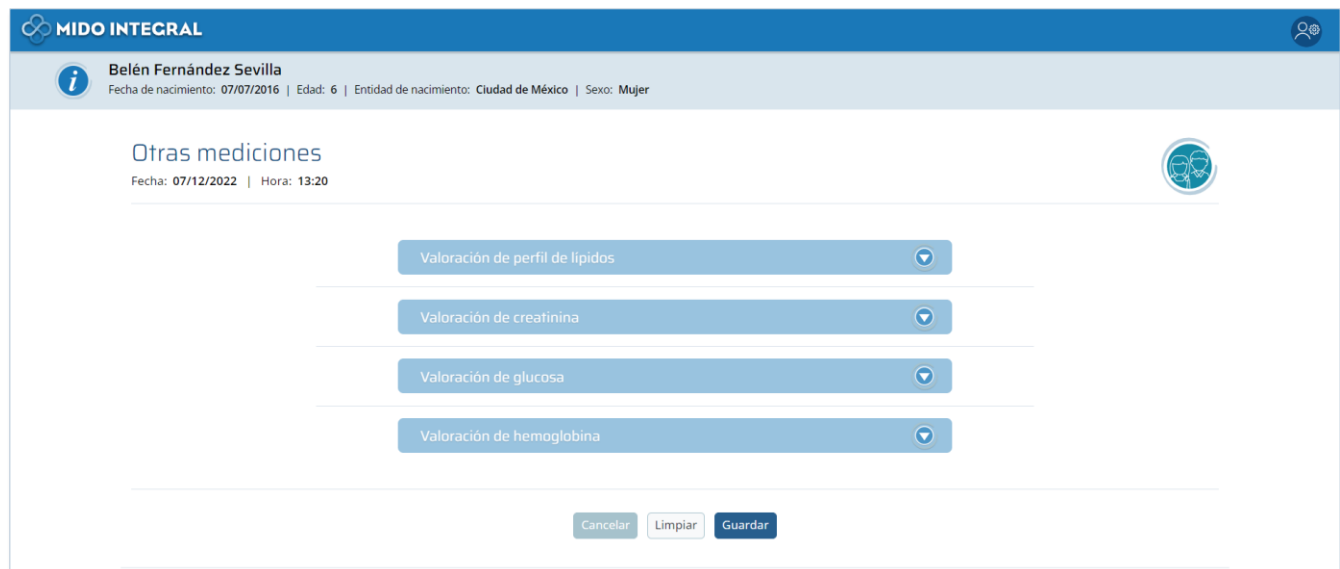 MIDO INTEGRAL
i
Belén Fernández Sevilla
Fecha de nacimiento: 07/07/2016 | Edad: 6 | Entidad de nacimiento: Ciudad de México | Sexo: Mujer
Otras mediciones
Fecha: 07/12/2022 | Hora: 13:20
Valoración de perfil de lípidos
Valoración de creatinina
Valoración de glucosa
Valoración de hemoglobina
Cancelar Limpiar Guardar